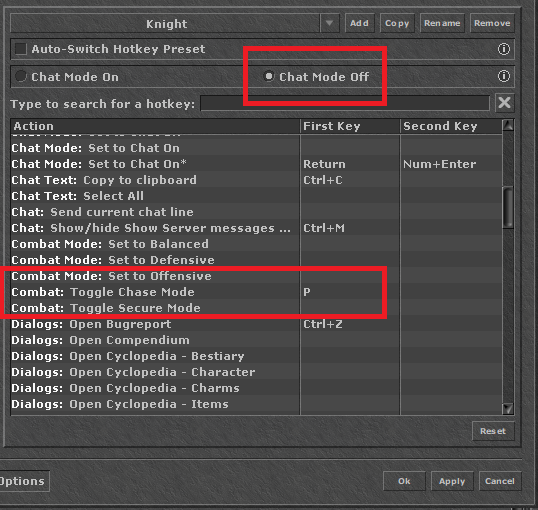 Knight Add Copy Rename Remove
Auto-Switch Hotkey Preset
Chat Mode On Chat Mode Off
Type to search for a hotkey:
Action First Key Second Key
Chat Mode: Set to Chat On
Chat Mode: Set to Chat On* Return Num+Enter
Chat Text: Copy to clipboard Ctrl+C
Chat Text: Select All
Chat: Send current chat line
Chat: Show/hide Show Server messages ... Ctrl+M
Combat Mode: Set to Balanced
Combat Mode: Set to Defensive
Combat Mode: Set to Offensive
Combat: Toggle Chase Mode P
Combat: Toggle Secure Mode
Dialogs: Open Bugreport Ctrl+Z
Dialogs: Open Compendium
Dialogs: Open Cyclopedia - Bestiary
Dialogs: Open Cyclopedia - Character
Dialogs: Open Cyclopedia - Charms
Dialogs: Open Cyclopedia - Items
Reset
Options Ok Apply Cancel